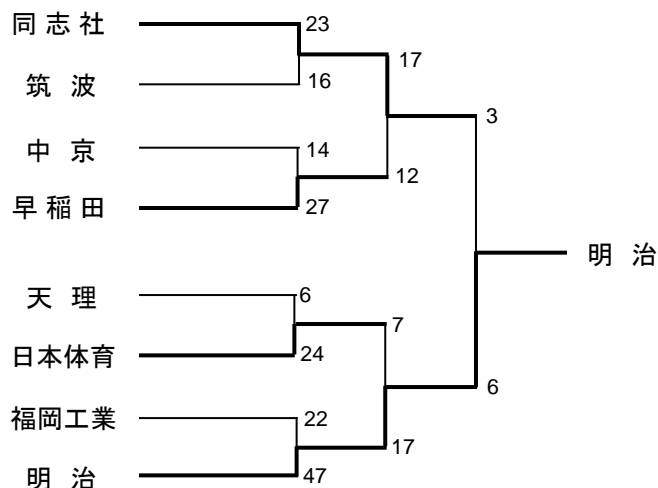 同志社 23
17
筑波 16
3
中京 14
12
早稲田 27
明治
天理 6
7
日本体育 24
6
福岡工業 22
17
明治 47